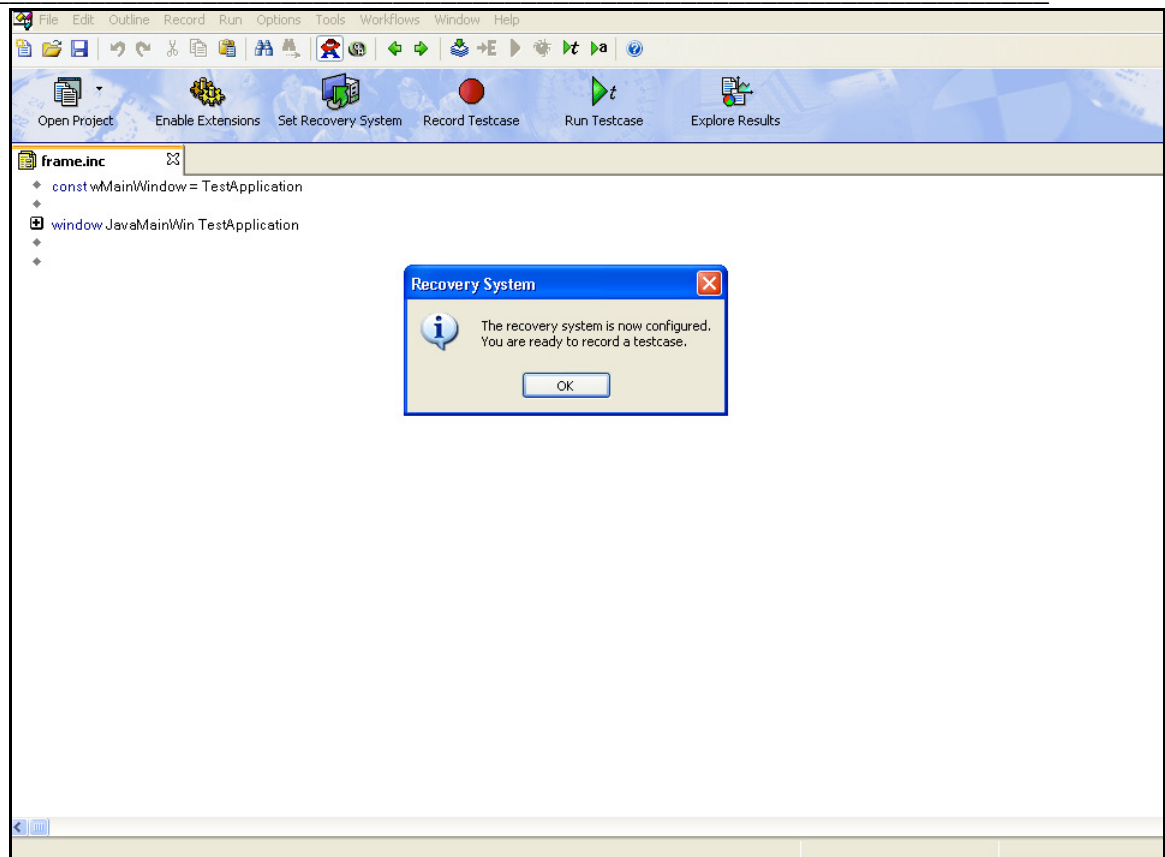 File Edit Outline Record Run Options Tools Workflows Window Help
Open Project Enable Extensions Set Recovery System Record Testcase Run Testcase Explore Results
frame.inc
const wMainWindow = TestApplication
window JavaMainWin TestApplication
Recovery System
The recovery system is now configured.
You are ready to record a testcase.
OK